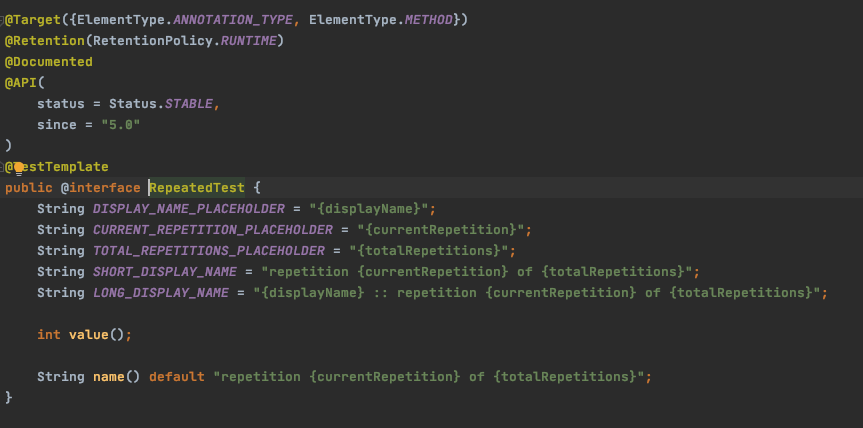 @Target({ElementType.ANNOTATION_TYPE, ElementType.METHOD})
@Retention(RetentionPolicy.RUNTIME)
@Documented
@API(
    status = Status.STABLE,
    since = "5.0"
)
@TestTemplate
public @interface RepeatedTest {
    String DISPLAY_NAME_PLACEHOLDER = "{displayName}";
    String CURRENT_REPETITION_PLACEHOLDER = "{currentRepetition}";
    String TOTAL_REPETITIONS_PLACEHOLDER = "{totalRepetitions}";
    String SHORT_DISPLAY_NAME = "repetition {currentRepetition} of {totalRepetitions}";
    String LONG_DISPLAY_NAME = "{displayName} :: repetition {currentRepetition} of {totalRepetitions}";
    int value();
    String name() default "repetition {currentRepetition} of {totalRepetitions}";
}